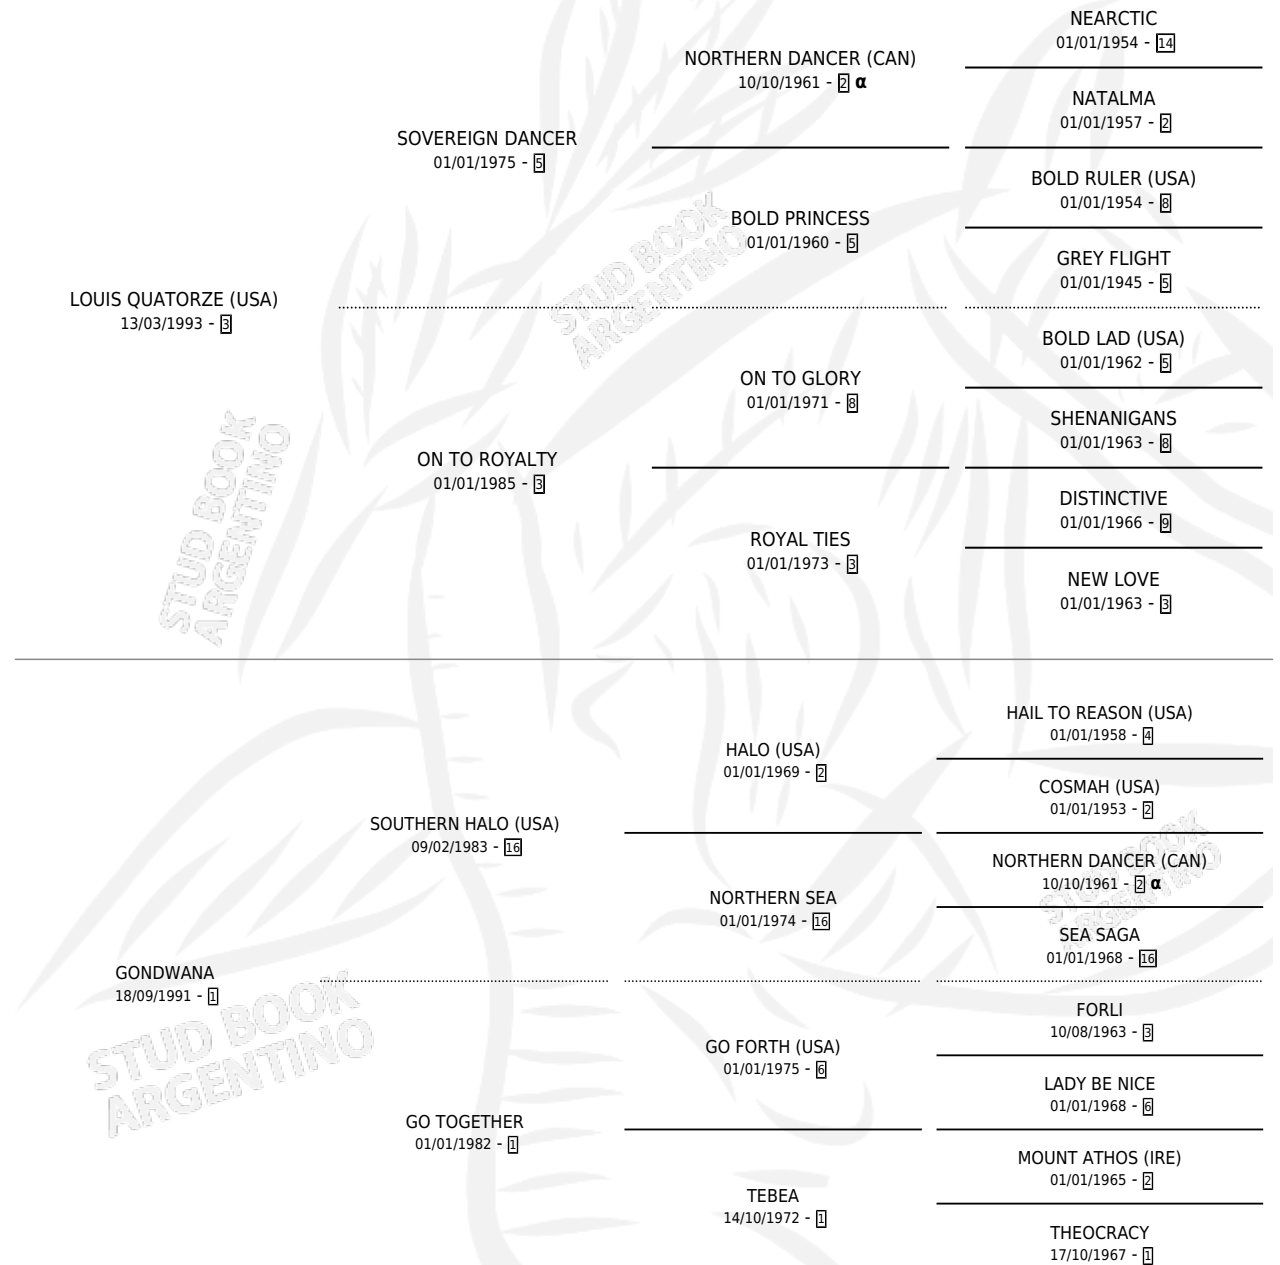 NEARCTIC
01/01/1954 - 14
NORTHERN DANCER (CAN)
10/10/1961 - 2 α
NATALMA
01/01/1957 - 2
SOVEREIGN DANCER
01/01/1975 - 5
BOLD RULER (USA)
01/01/1954 - 8
BOLD PRINCESS
01/01/1960 - 5
GREY FLIGHT
01/01/1945 - 5
LOUIS QUATORZE (USA)
13/03/1993 - 3
BOLD LAD (USA)
01/01/1962 - 5
ON TO GLORY
01/01/1971 - 8
SHENANIGANS
01/01/1963 - 8
ON TO ROYALTY
01/01/1985 - 3
DISTINCTIVE
01/01/1966 - 9
ROYAL TIES
01/01/1973 - 3
NEW LOVE
01/01/1963 - 3
HAIL TO REASON (USA)
01/01/1958 - 4
HALO (USA)
01/01/1969 - 2
COSMAH (USA)
01/01/1953 - 2
SOUTHERN HALO (USA)
09/02/1983 - 16
NORTHERN DANCER (CAN)
10/10/1961 - 2 α
NORTHERN SEA
01/01/1974 - 16
SEA SAGA
01/01/1968 - 16
GONDWANA
18/09/1991 - 1
FORLI
10/08/1963 - 3
GO FORTH (USA)
01/01/1975 - 6
LADY BE NICE
01/01/1968 - 6
GO TOGETHER
01/01/1982 - 1
MOUNT ATHOS (IRE)
01/01/1965 - 2
TEBEA
14/10/1972 - 1
THEOCRACY
17/10/1967 - 1
STUD BOOK
ARGENTINO
STUD BOOK
ARGENTINO
STUD BOOK
ARGENTINO
STUD BOOK
ARGENTINO